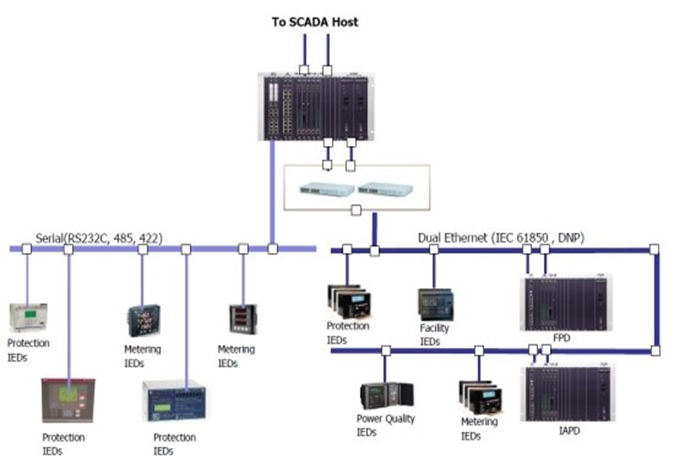 To SCADA Host
Serial(RS232C, 485, 422)
Dual Ethernet (IEC 61850 , DNP)
Protection
IEDs
Metering
IEDs
Metering
IEDs
Protection
IEDs
Protection
IEDs
Protection
IEDs
Facility
IEDs
FPD
Power Quality
IEDs
Metering
IEDs
IAPD